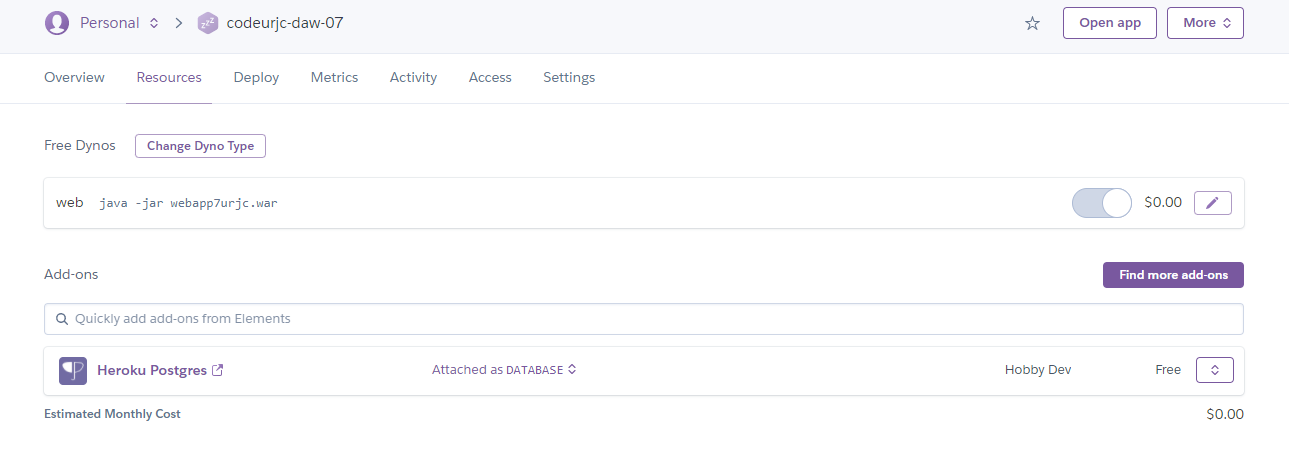 Personal codeurjc-daw-07 Open app More
Overview Resources Deploy Metrics Activity Access Settings
Free Dynos Change Dyno Type
web java -jar webapp7urjc.war $0.00
Add-ons Find more add-ons
Quickly add add-ons from Elements
Heroku Postgres Attached as DATABASE Hobby Dev Free
Estimated Monthly Cost $0.00